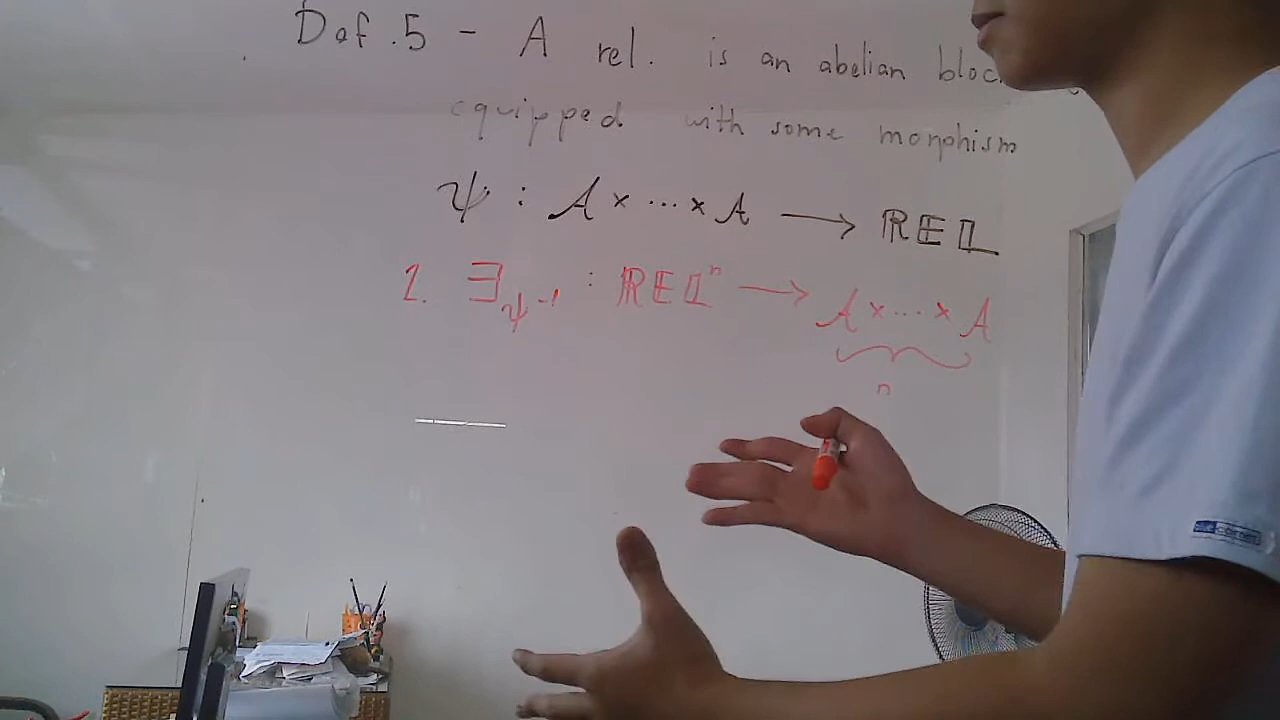 Def.5 - A rel. is an abelian bloc
equipped with some morphism
ψ : A × ... × A → REL
1. ∃ψ⁻¹ : RELⁿ → A × ... × A
n